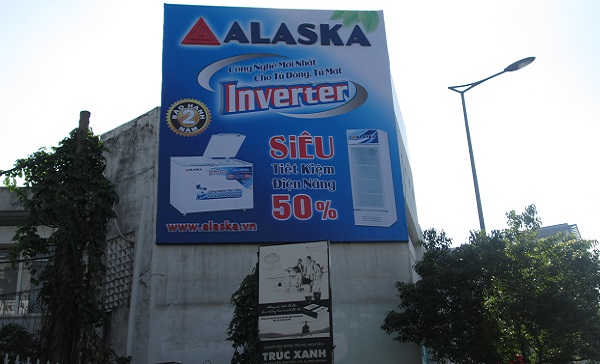 ALASKA
Công Nghệ Mới Nhất
Cho Tủ Đông, Tủ Mát
Inverter
BẢO HÀNH
2
NĂM
SIÊU
Tiết Kiệm
Điện Năng
50%
ALASKA
www.alaska.vn
TRÚC XANH